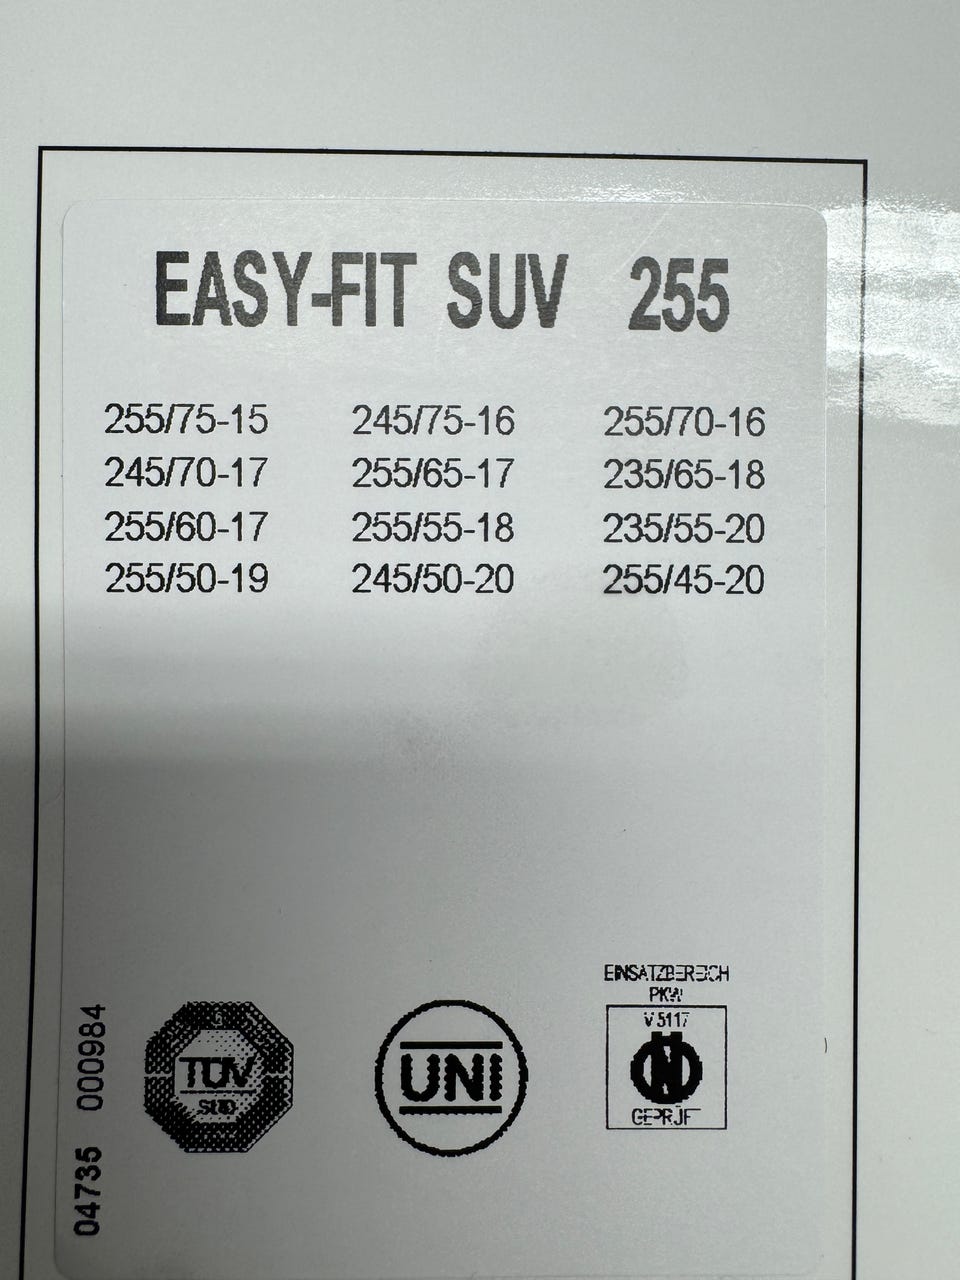 EASY-FIT SUV 255
255/75-15 245/75-16 255/70-16
245/70-17 255/65-17 235/65-18
255/60-17 255/55-18 235/55-20
255/50-19 245/50-20 255/45-20
04735 000984
TÜV
SÜD
UNI
EINSATZBEREICH
PKW
V5117
GEPRÜFT